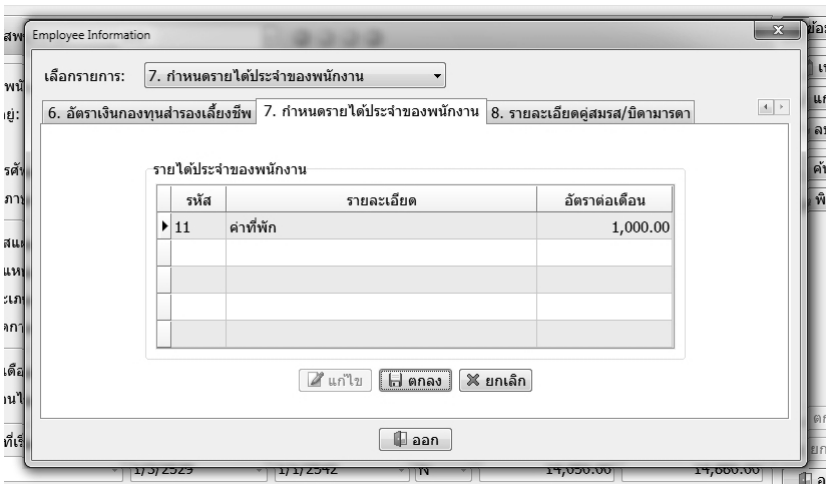 Employee Information
เลือกรายการ: 7. กำหนดรายได้ประจำของพนักงาน
6. อัตราเงินกองทุนสำรองเลี้ยงชีพ 7. กำหนดรายได้ประจำของพนักงาน 8. รายละเอียดคู่สมรส/บิดามารดา
รายได้ประจำของพนักงาน
รหัส รายละเอียด อัตราต่อเดือน
11 ค่าที่พัก 1,000.00
แก้ไข ตกลง ยกเลิก
ออก
1/1/2542 N